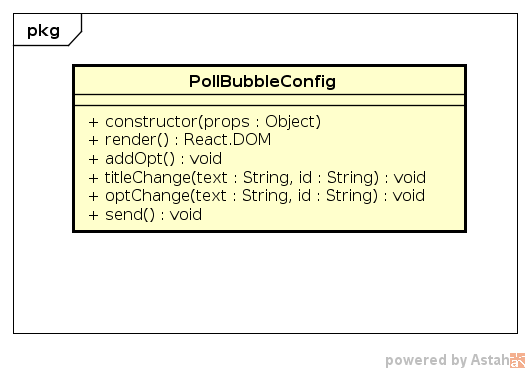 pkg
PollBubbleConfig
+ constructor(props : Object)
+ render() : React.DOM
+ addOpt() : void
+ titleChange(text : String, id : String) : void
+ optChange(text : String, id : String) : void
+ send() : void
powered by Astah